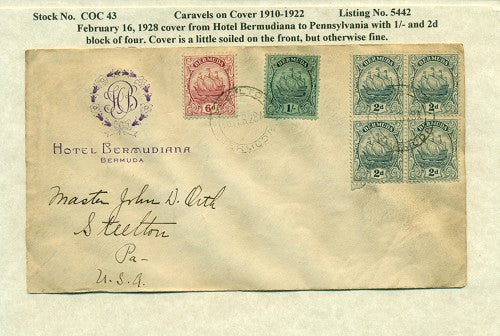 Stock No. COC 43 Caravels on Cover 1910-1922 Listing No. 5442
February 16, 1928 cover from Hotel Bermudiana to Pennsylvania with 1/- and 2d
block of four. Cover is a little soiled on the front, but otherwise fine.
HOTEL BERMUDIANA
BERMUDA
BERMUDA
6d
BERMUDA
1/-
BERMUDA
2d
BERMUDA
2d
BERMUDA
2d
BERMUDA
2d
Master John D. Orth
Steelton
Pa-
U.S.A.